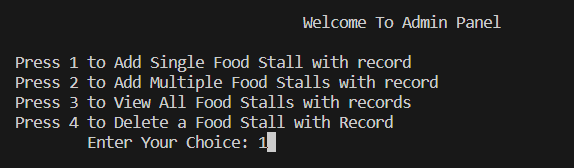 Welcome To Admin Panel
Press 1 to Add Single Food Stall with record
Press 2 to Add Multiple Food Stalls with record
Press 3 to View All Food Stalls with records
Press 4 to Delete a Food Stall with Record
Enter Your Choice: 1